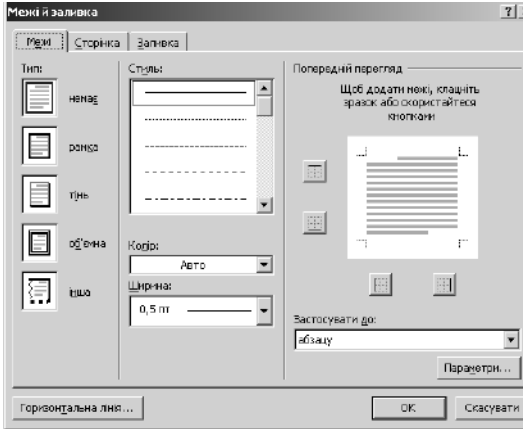 Межі й заливка
Межі Сторінка Заливка
Тип:
немає
рамка
тінь
об'ємна
інша
Стиль:
Колір:
Авто
Ширина:
0,5 пт
Попередній перегляд
Щоб додати межі, клацніть
зразок або скористайтеся
кнопками
Застосувати до:
абзацу
Параметри...
Горизонтальна лінія...
OK
Скасувати